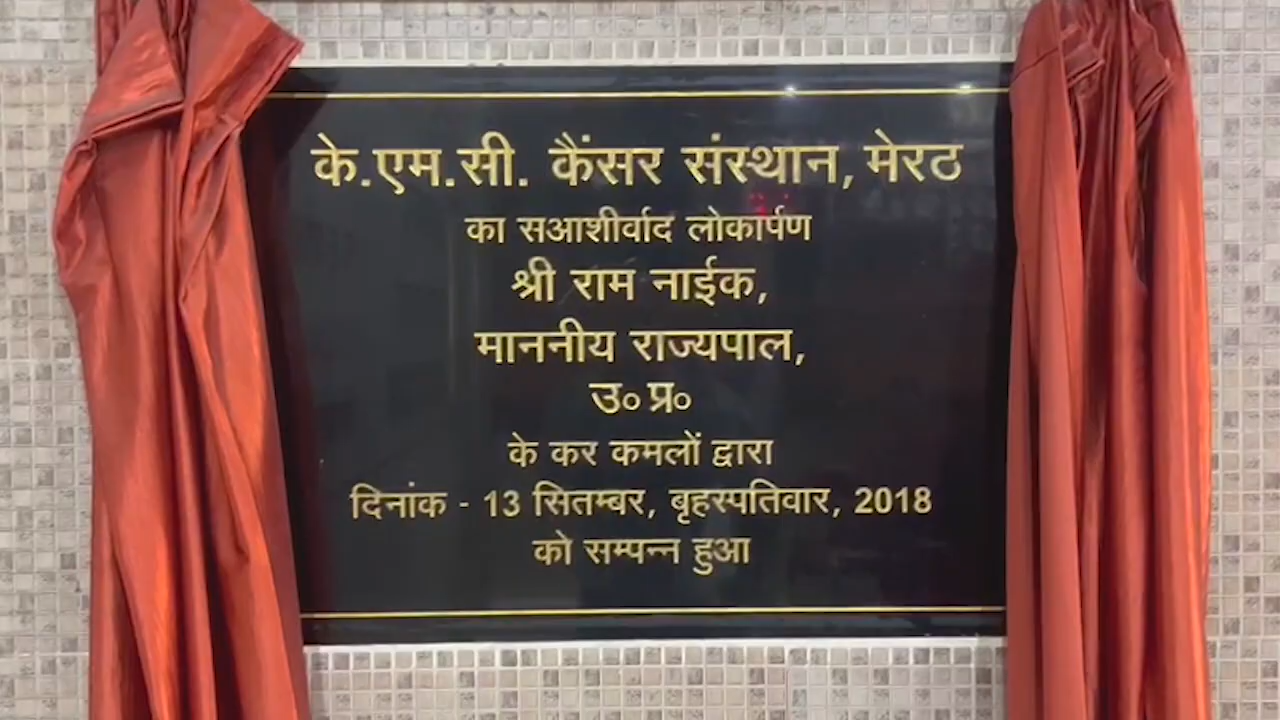 के.एम.सी. कैंसर संस्थान, मेरठ
का सआशीर्वाद लोकार्पण
श्री राम नाईक,
माननीय राज्यपाल,
उ० प्र०
के कर कमलों द्वारा
दिनांक - 13 सितम्बर, बृहस्पतिवार, 2018
को सम्पन्न हुआ